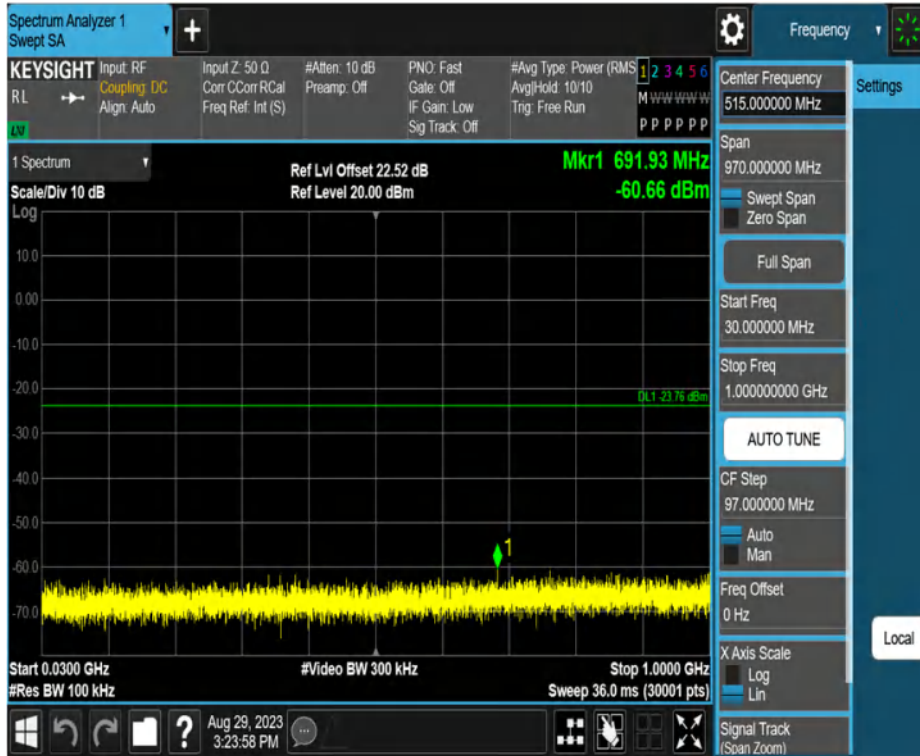 Spectrum Analyzer 1
Swept SA
+
Frequency
KEYSIGHT
RL
LXI
Input: RF
Coupling: DC
Align: Auto
Input Z: 50 Ω
Corr CCorr RCal
Freq Ref: Int (S)
#Atten: 10 dB
Preamp: Off
PNO: Fast
Gate: Off
IF Gain: Low
Sig Track: Off
#Avg Type: Power (RMS
Avg|Hold: 10/10
Trig: Free Run
1 2 3 4 5 6
M W W W W W
P P P P P P
1 Spectrum
Scale/Div 10 dB
Log
Ref Lvl Offset 22.52 dB
Ref Level 20.00 dBm
Mkr1 691.93 MHz
-60.66 dBm
10.0
0.00
-10.0
-20.0
DL1 -23.76 dBm
-30.0
-40.0
-50.0
1
-60.0
-70.0
Start 0.0300 GHz
#Res BW 100 kHz
#Video BW 300 kHz
Stop 1.0000 GHz
Sweep 36.0 ms (30001 pts)
?
Aug 29, 2023
3:23:58 PM
Center Frequency
515.000000 MHz
Span
970.000000 MHz
Swept Span
Zero Span
Full Span
Start Freq
30.000000 MHz
Stop Freq
1.000000000 GHz
AUTO TUNE
CF Step
97.000000 MHz
Auto
Man
Freq Offset
0 Hz
X Axis Scale
Log
Lin
Signal Track
(Span Zoom)
Settings
Local